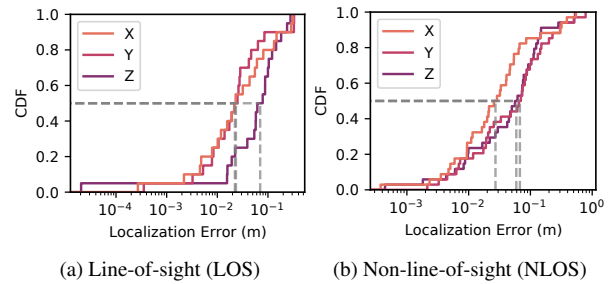 1.0
0.8
0.6
0.4
0.2
0.0
CDF
X
Y
Z
10⁻⁴ 10⁻³ 10⁻² 10⁻¹
Localization Error (m)
(a) Line-of-sight (LOS)
1.0
0.8
0.6
0.4
0.2
0.0
CDF
X
Y
Z
10⁻³ 10⁻² 10⁻¹ 10⁰
Localization Error (m)
(b) Non-line-of-sight (NLOS)